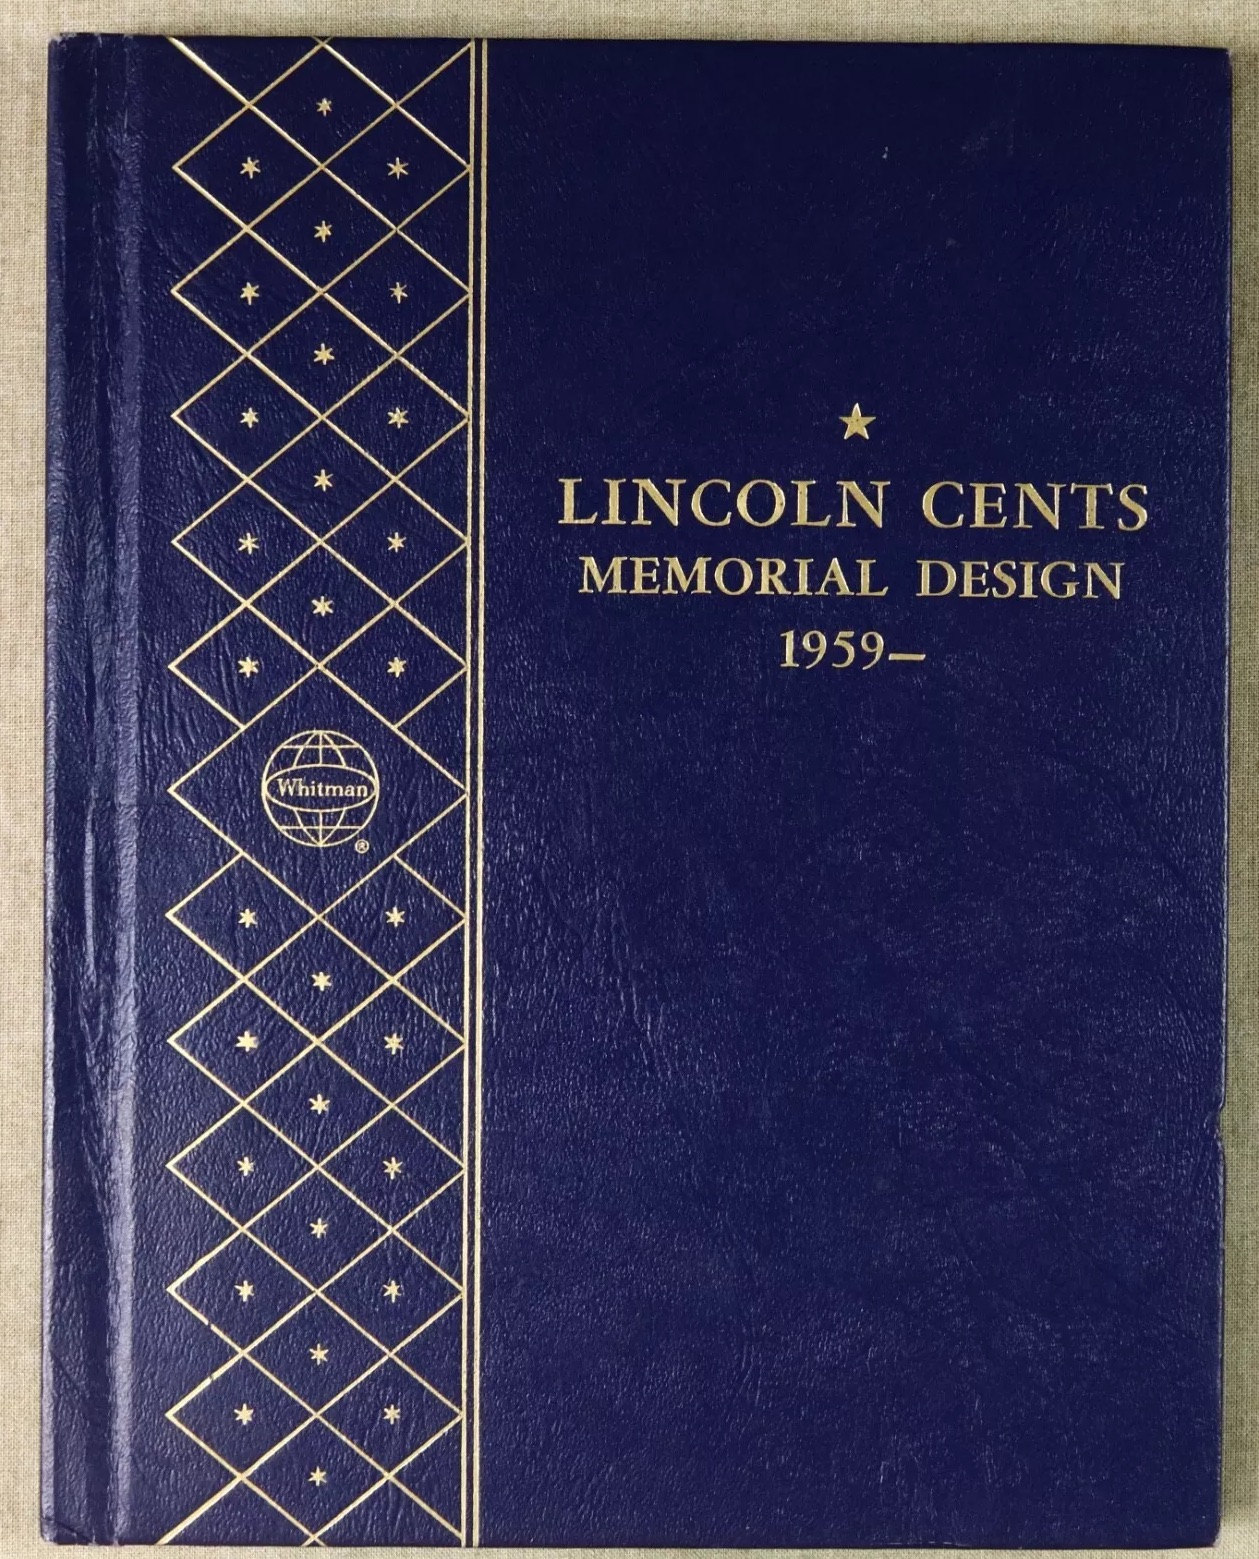 LINCOLN CENTS
MEMORIAL DESIGN
1959—
Whitman
®